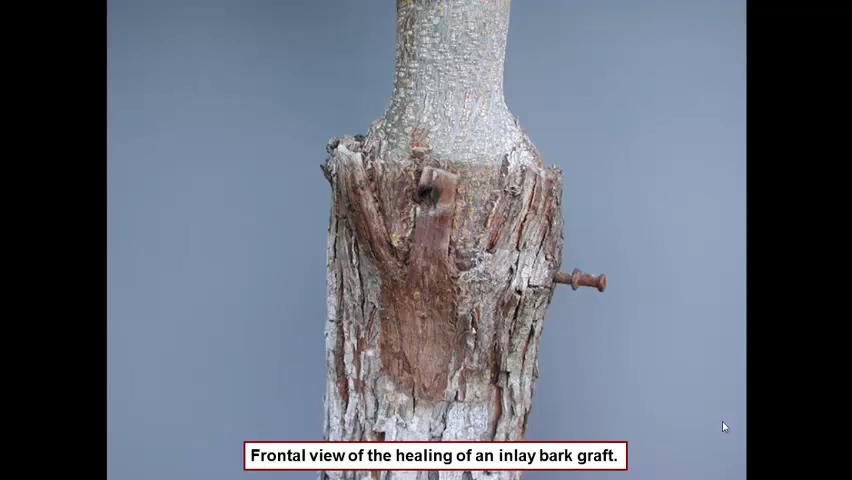 Frontal view of the healing of an inlay bark graft.